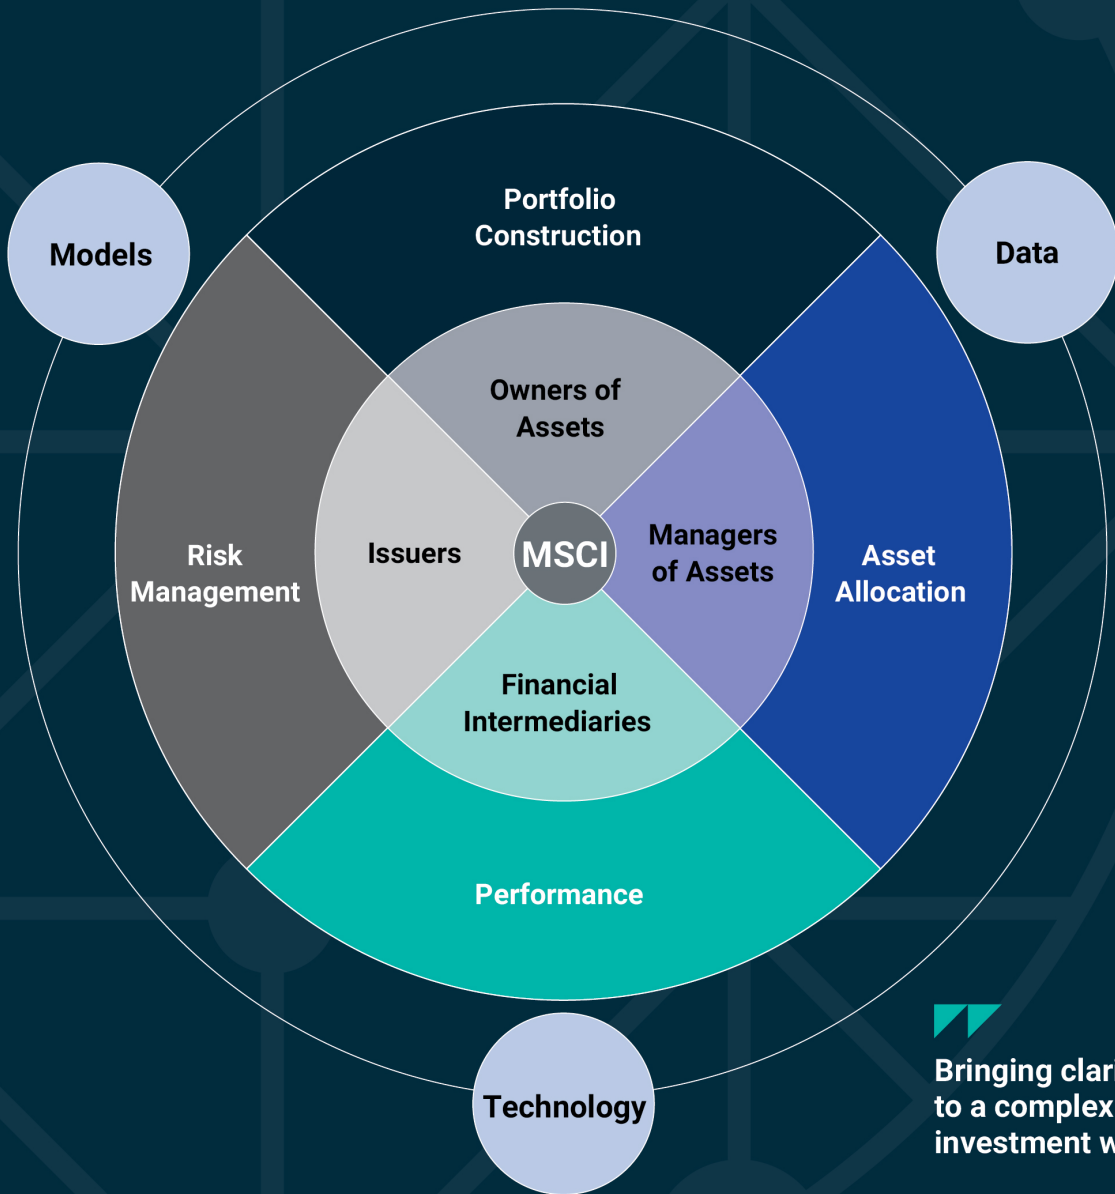 Portfolio
Construction
Models
Data
Owners of
Assets
Risk
Management
Issuers
MSCI
Managers
of Assets
Asset
Allocation
Financial
Intermediaries
Performance
Technology
Bringing
to a complex
investment